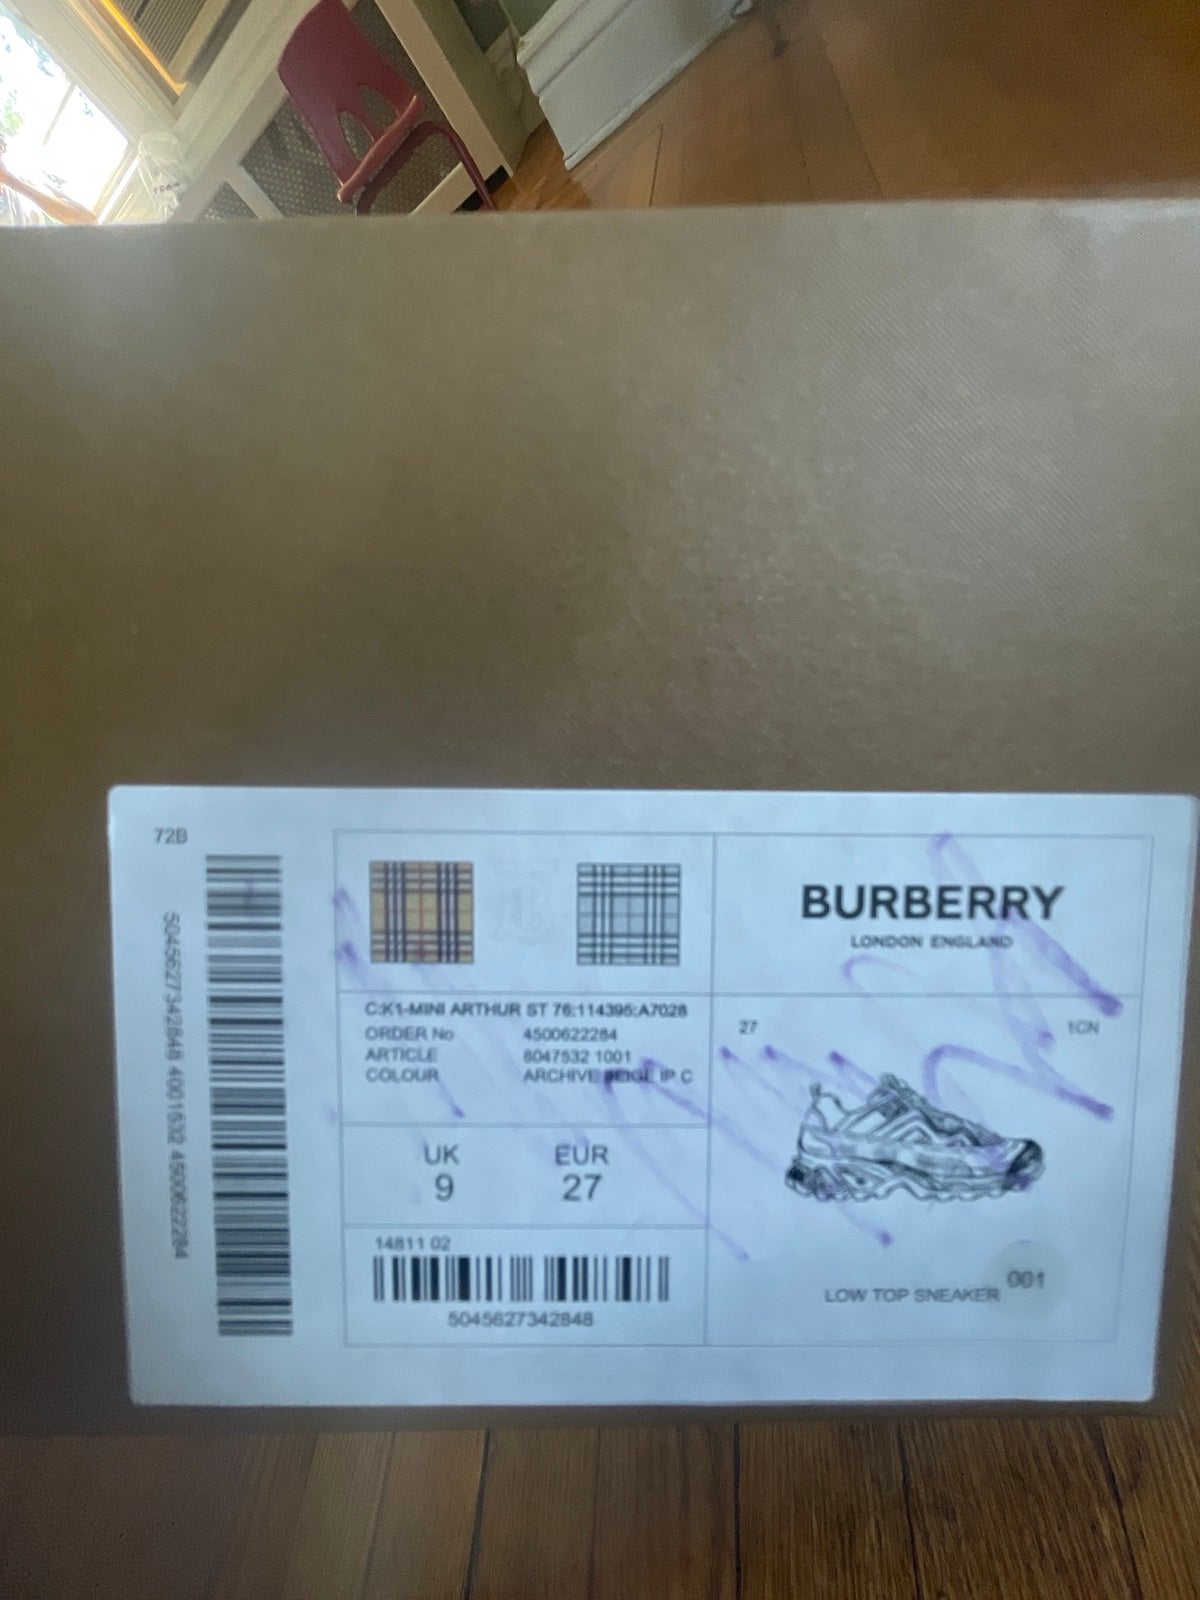 72B
5045627342848 4001532 4500622284
BURBERRY
LONDON ENGLAND
C:K1-MINI ARTHUR ST 76:114395:A7028
ORDER No 4500622284
ARTICLE 8047532 1001
COLOUR ARCHIVE BEIGE IP C
UK EUR
9 27
14811 02
5045627342848
27 1CN
LOW TOP SNEAKER 001